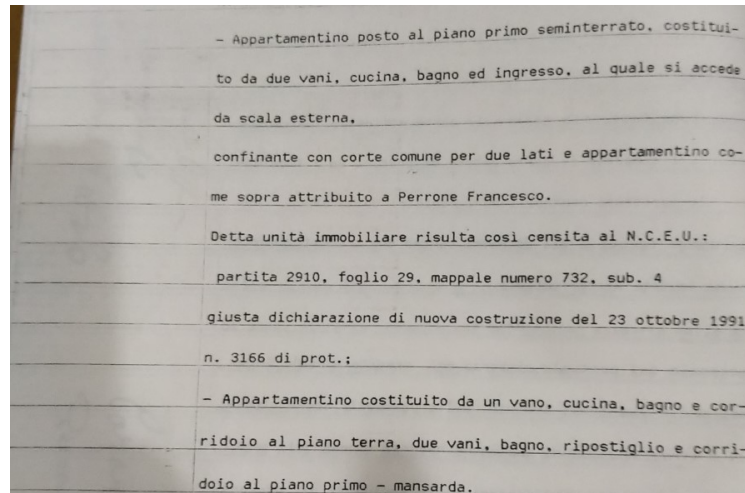 - Appartamentino posto al piano primo seminterrato, costitui-
to da due vani, cucina, bagno ed ingresso, al quale si accede
da scala esterna,
confinante con corte comune per due lati e appartamentino co-
me sopra attribuito a Perrone Francesco.
Detta unità immobiliare risulta così censita al N.C.E.U.:
partita 2910, foglio 29, mappale numero 732, sub. 4
giusta dichiarazione di nuova costruzione del 23 ottobre 1991
n. 3166 di prot.;
- Appartamentino costituito da un vano, cucina, bagno e cor-
ridoio al piano terra, due vani, bagno, ripostiglio e corri-
doio al piano primo - mansarda.